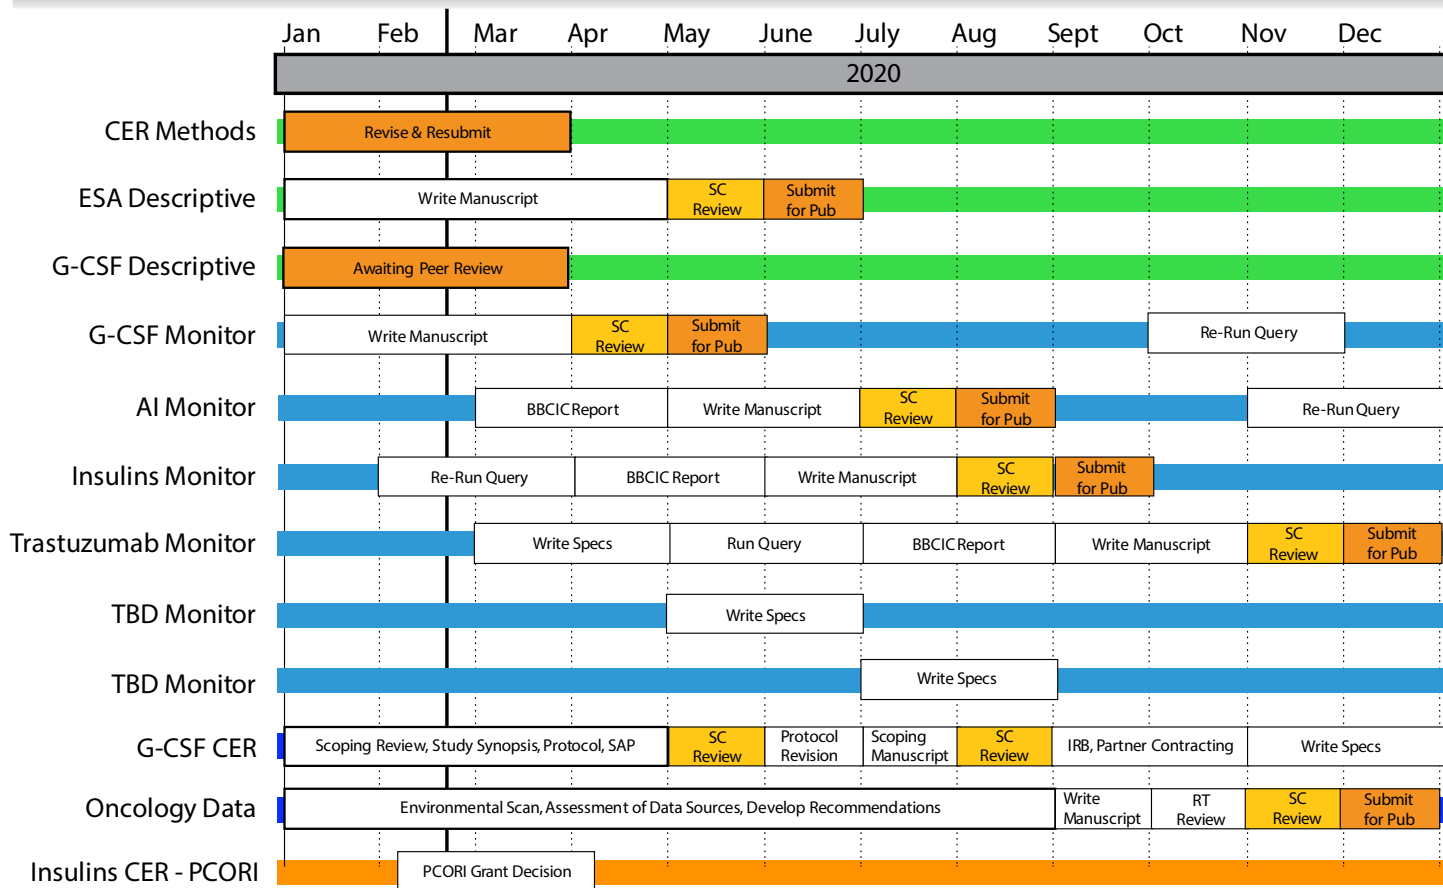 Jan Feb Mar Apr May June July Aug Sept Oct Nov Dec
2020
CER Methods
Revise & Resubmit
ESA Descriptive
Write Manuscript
SC
Review
Submit
for Pub
G-CSF Descriptive
Awaiting Peer Review
G-CSF Monitor
Write Manuscript
SC
Review
Submit
for Pub
Re-Run Query
AI Monitor
BBCIC Report
Write Manuscript
SC
Review
Submit
for Pub
Re-Run Query
Insulins Monitor
Re-Run Query
BBCIC Report
Write Manuscript
SC
Review
Submit
for Pub
Trastuzumab Monitor
Write Specs
Run Query
BBCIC Report
Write Manuscript
SC
Review
Submit
for Pub
TBD Monitor
Write Specs
TBD Monitor
Write Specs
G-CSF CER
Scoping Review, Study Synopsis, Protocol, SAP
SC
Review
Protocol
Revision
Scoping
Manuscript
SC
Review
IRB, Partner Contracting
Write Specs
Oncology Data
Environmental Scan, Assessment of Data Sources, Develop Recommendations
Write
Manuscript
RT
Review
SC
Review
Submit
for Pub
Insulins CER - PCORI
PCORI Grant Decision